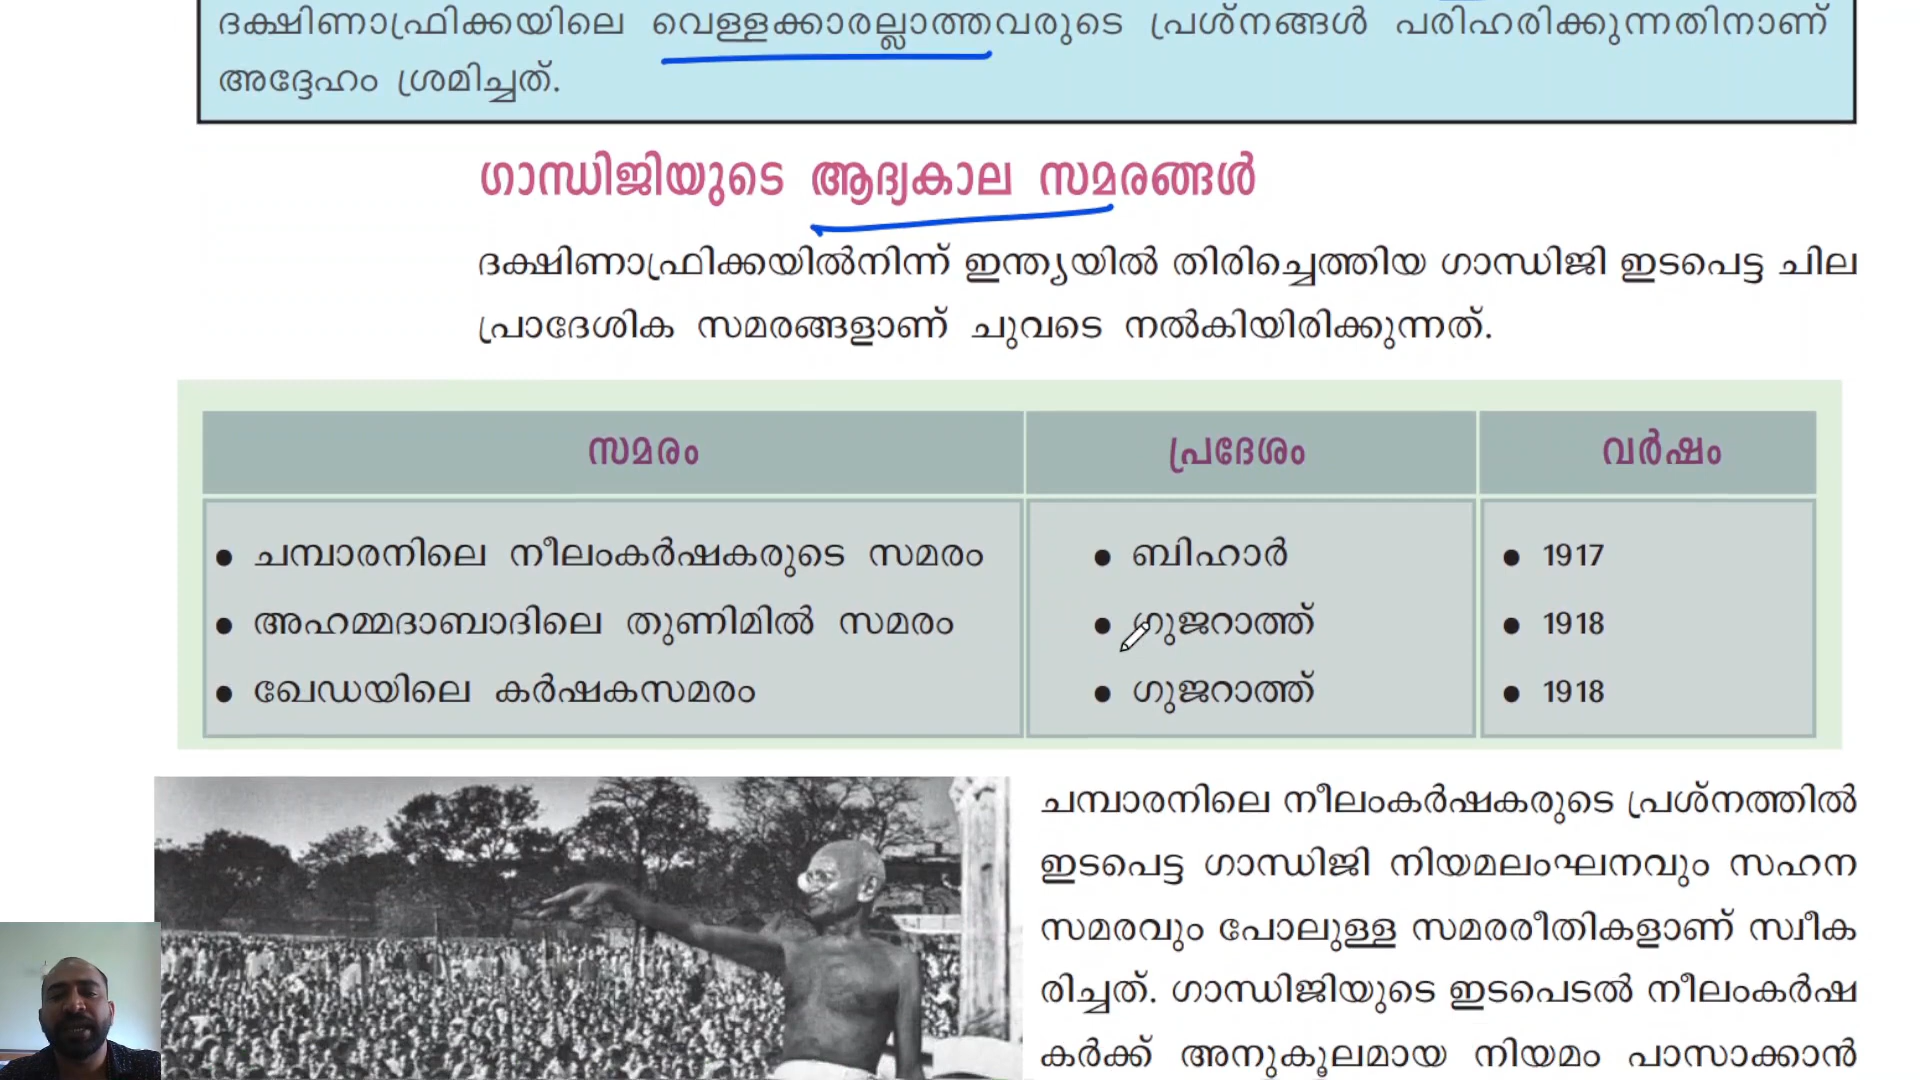 ദക്ഷിണാഫ്രിക്കയിലെ വെള്ളക്കാരല്ലാത്തവരുടെ പ്രശ്നങ്ങൾ പരിഹരിക്കുന്നതിനാണ്
അദ്ദേഹം ശ്രമിച്ചത്.
ഗാന്ധിജിയുടെ ആദ്യകാല സമരങ്ങൾ
ദക്ഷിണാഫ്രിക്കയിൽനിന്ന് ഇന്ത്യയിൽ തിരിച്ചെത്തിയ ഗാന്ധിജി ഇടപെട്ട ചില
പ്രാദേശിക സമരങ്ങളാണ് ചുവടെ നൽകിയിരിക്കുന്നത്.
സമരം പ്രദേശം വർഷം
• ചമ്പാരനിലെ നീലംകർഷകരുടെ സമരം • ബിഹാർ • 1917
• അഹമ്മദാബാദിലെ തുണിമിൽ സമരം • ഗുജറാത്ത് • 1918
• ഖേഡയിലെ കർഷകസമരം • ഗുജറാത്ത് • 1918
ചമ്പാരനിലെ നീലംകർഷകരുടെ പ്രശ്നത്തിൽ
ഇടപെട്ട ഗാന്ധിജി നിയമലംഘനവും സഹന
സമരവും പോലുള്ള സമരരീതികളാണ് സ്വീക
രിച്ചത്. ഗാന്ധിജിയുടെ ഇടപെടൽ നീലംകർഷ
കർക്ക് അനുകൂലമായ നിയമം പാസാക്കാൻ